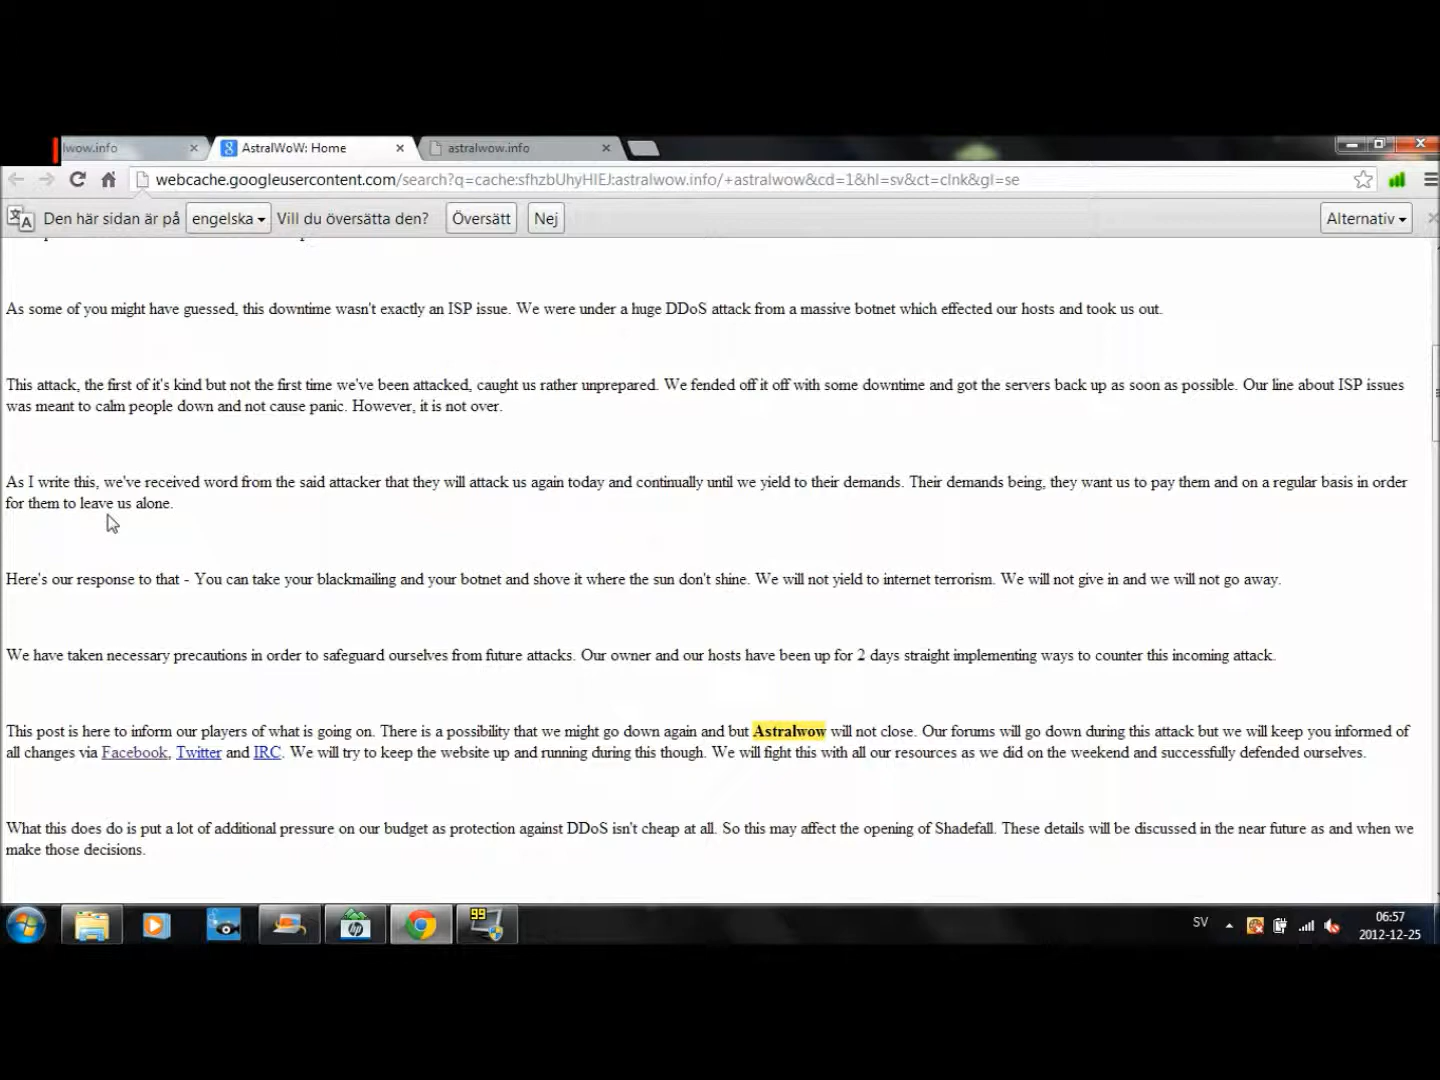 lwow.info
AstralWoW: Home
astralwow.info
webcache.googleusercontent.com/search?q=cache:sfhzbUhyHIEJ:astralwow.info/+astralwow&cd=1&hl=sv&ct=clnk&gl=se
Den här sidan är på engelska Vill du översätta den? Översätt Nej Alternativ
As some of you might have guessed, this downtime wasn't exactly an ISP issue. We were under a huge DDoS attack from a massive botnet which effected our hosts and took us out.
This attack, the first of it's kind but not the first time we've been attacked, caught us rather unprepared. We fended off it off with some downtime and got the servers back up as soon as possible. Our line about ISP issues
was meant to calm people down and not cause panic. However, it is not over.
As I write this, we've received word from the said attacker that they will attack us again today and continually until we yield to their demands. Their demands being, they want us to pay them and on a regular basis in order
for them to leave us alone.
Here's our response to that - You can take your blackmailing and your botnet and shove it where the sun don't shine. We will not yield to internet terrorism. We will not give in and we will not go away.
We have taken necessary precautions in order to safeguard ourselves from future attacks. Our owner and our hosts have been up for 2 days straight implementing ways to counter this incoming attack.
This post is here to inform our players of what is going on. There is a possibility that we might go down again and but Astralwow will not close. Our forums will go down during this attack but we will keep you informed of
all changes via Facebook, Twitter and IRC. We will try to keep the website up and running during this though. We will fight this with all our resources as we did on the weekend and successfully defended ourselves.
What this does do is put a lot of additional pressure on our budget as protection against DDoS isn't cheap at all. So this may affect the opening of Shadefall. These details will be discussed in the near future as and when we
make those decisions.
99
hp
SV
06:57
2012-12-25